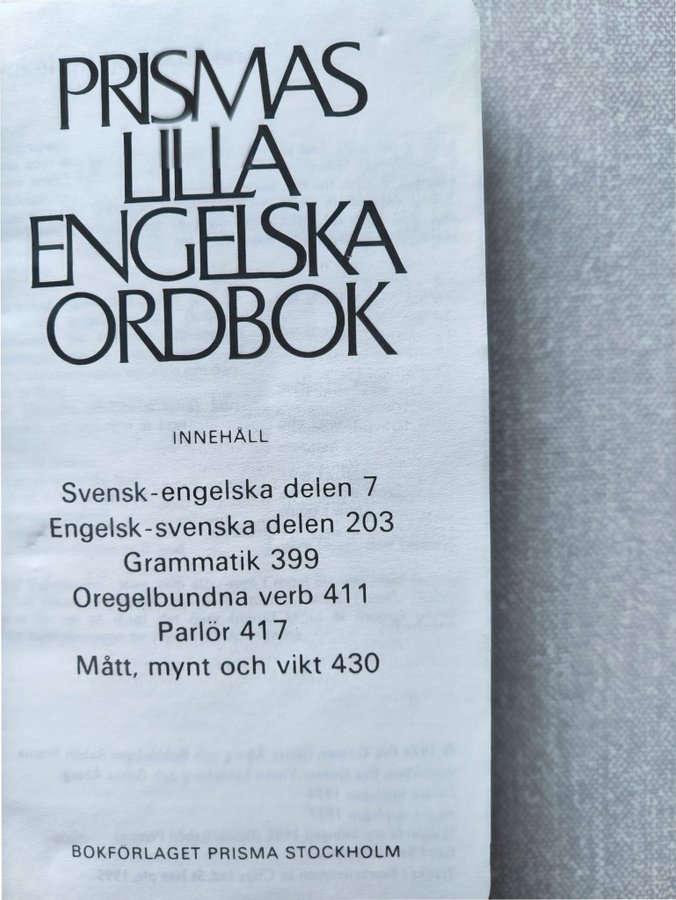 PRISMAS
LILLA
ENGELSKA
ORDBOK
INNEHÅLL
Svensk-engelska delen 7
Engelsk-svenska delen 203
Grammatik 399
Oregelbundna verb 411
Parlör 417
Mått, mynt och vikt 430
BOKFÖRLAGET PRISMA STOCKHOLM